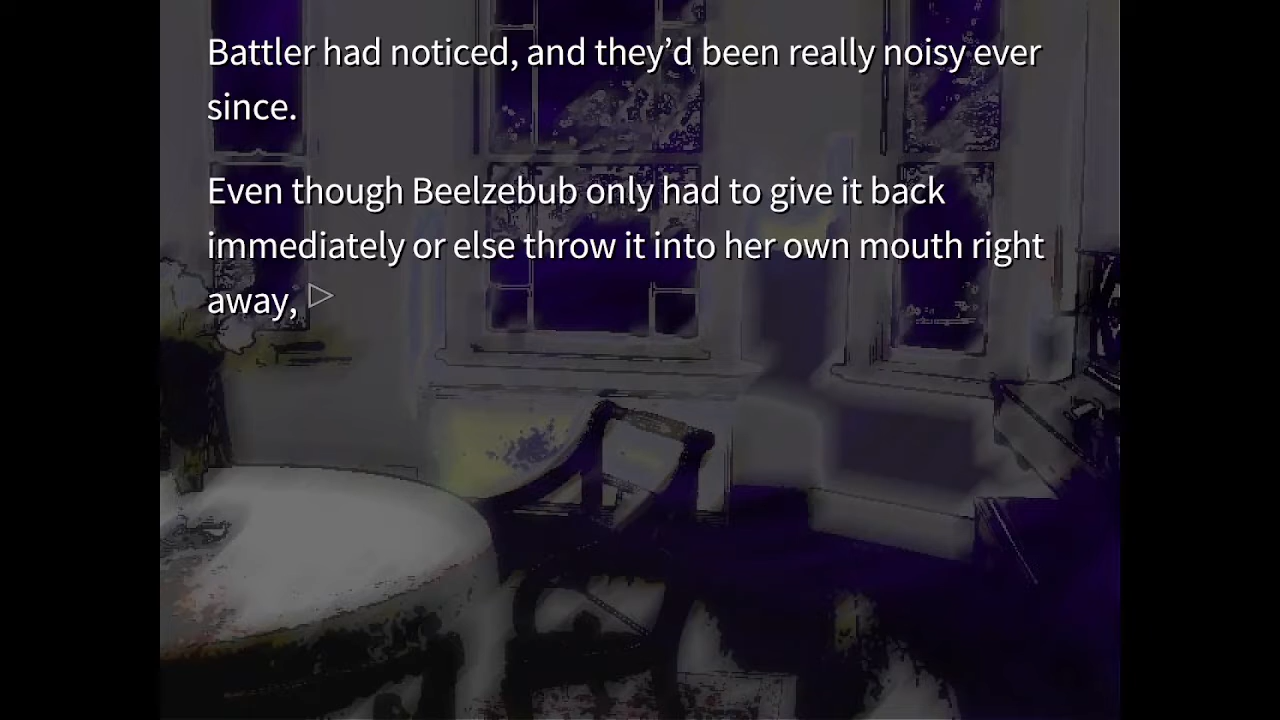 Battler had noticed, and they’d been really noisy ever
since.
Even though Beelzebub only had to give it back
immediately or else throw it into her own mouth right
away,